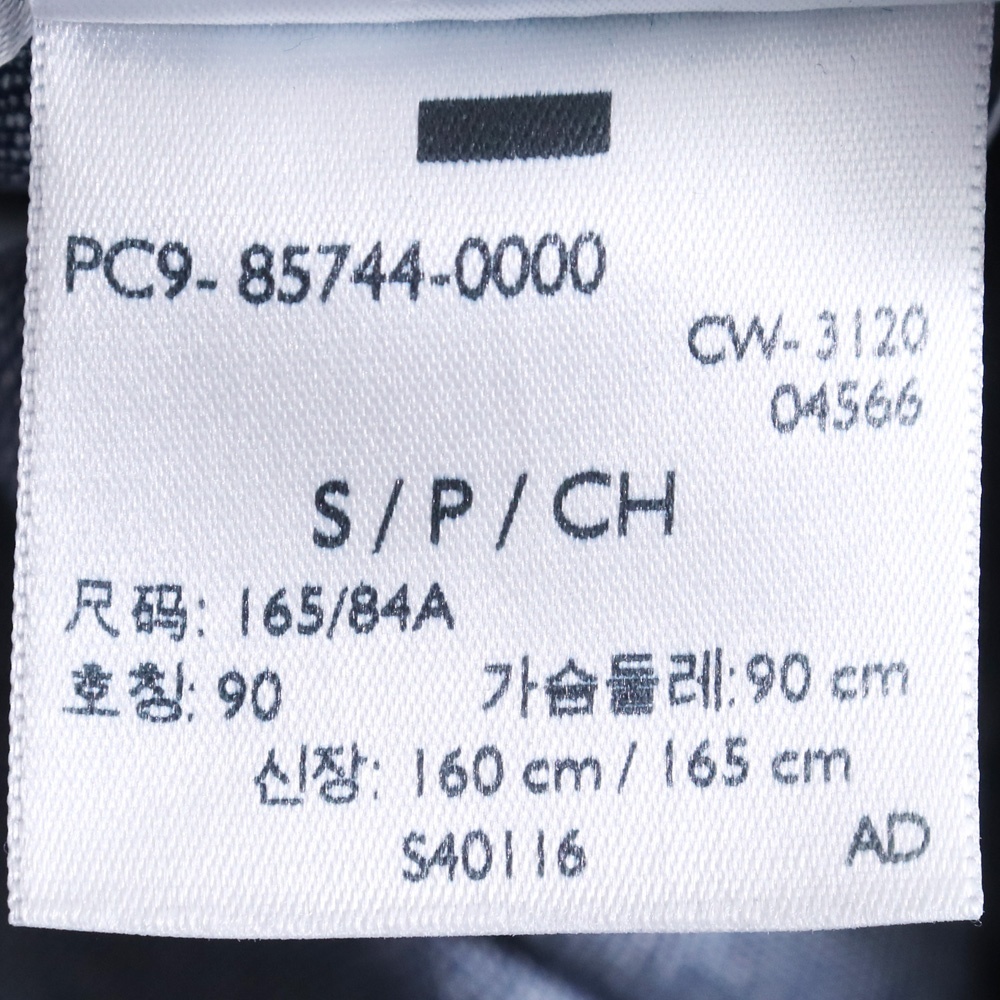 PC9-85744-0000
CW-3120
04566
S / P / CH
尺码: 165/84A
호칭: 90 가슴둘레: 90 cm
신장: 160 cm / 165 cm
S40116 AD